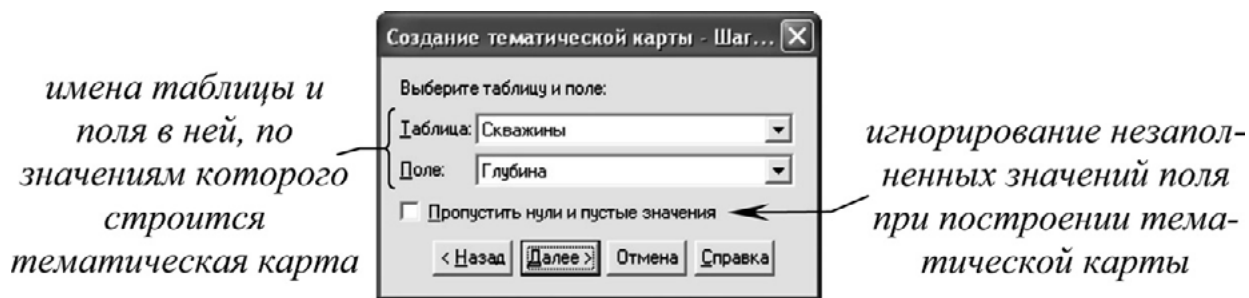 Создание тематической карты - Шаг...
имена таблицы и
поля в ней, по
значениям которого
строится
тематическая карта
Выберите таблицу и поле:
Таблица: Скважины
Поле: Глубина
Пропустить нули и пустые значения
< Назад Далее > Отмена Справка
игнорирование незапол-
ненных значений поля
при построении тема-
тической карты